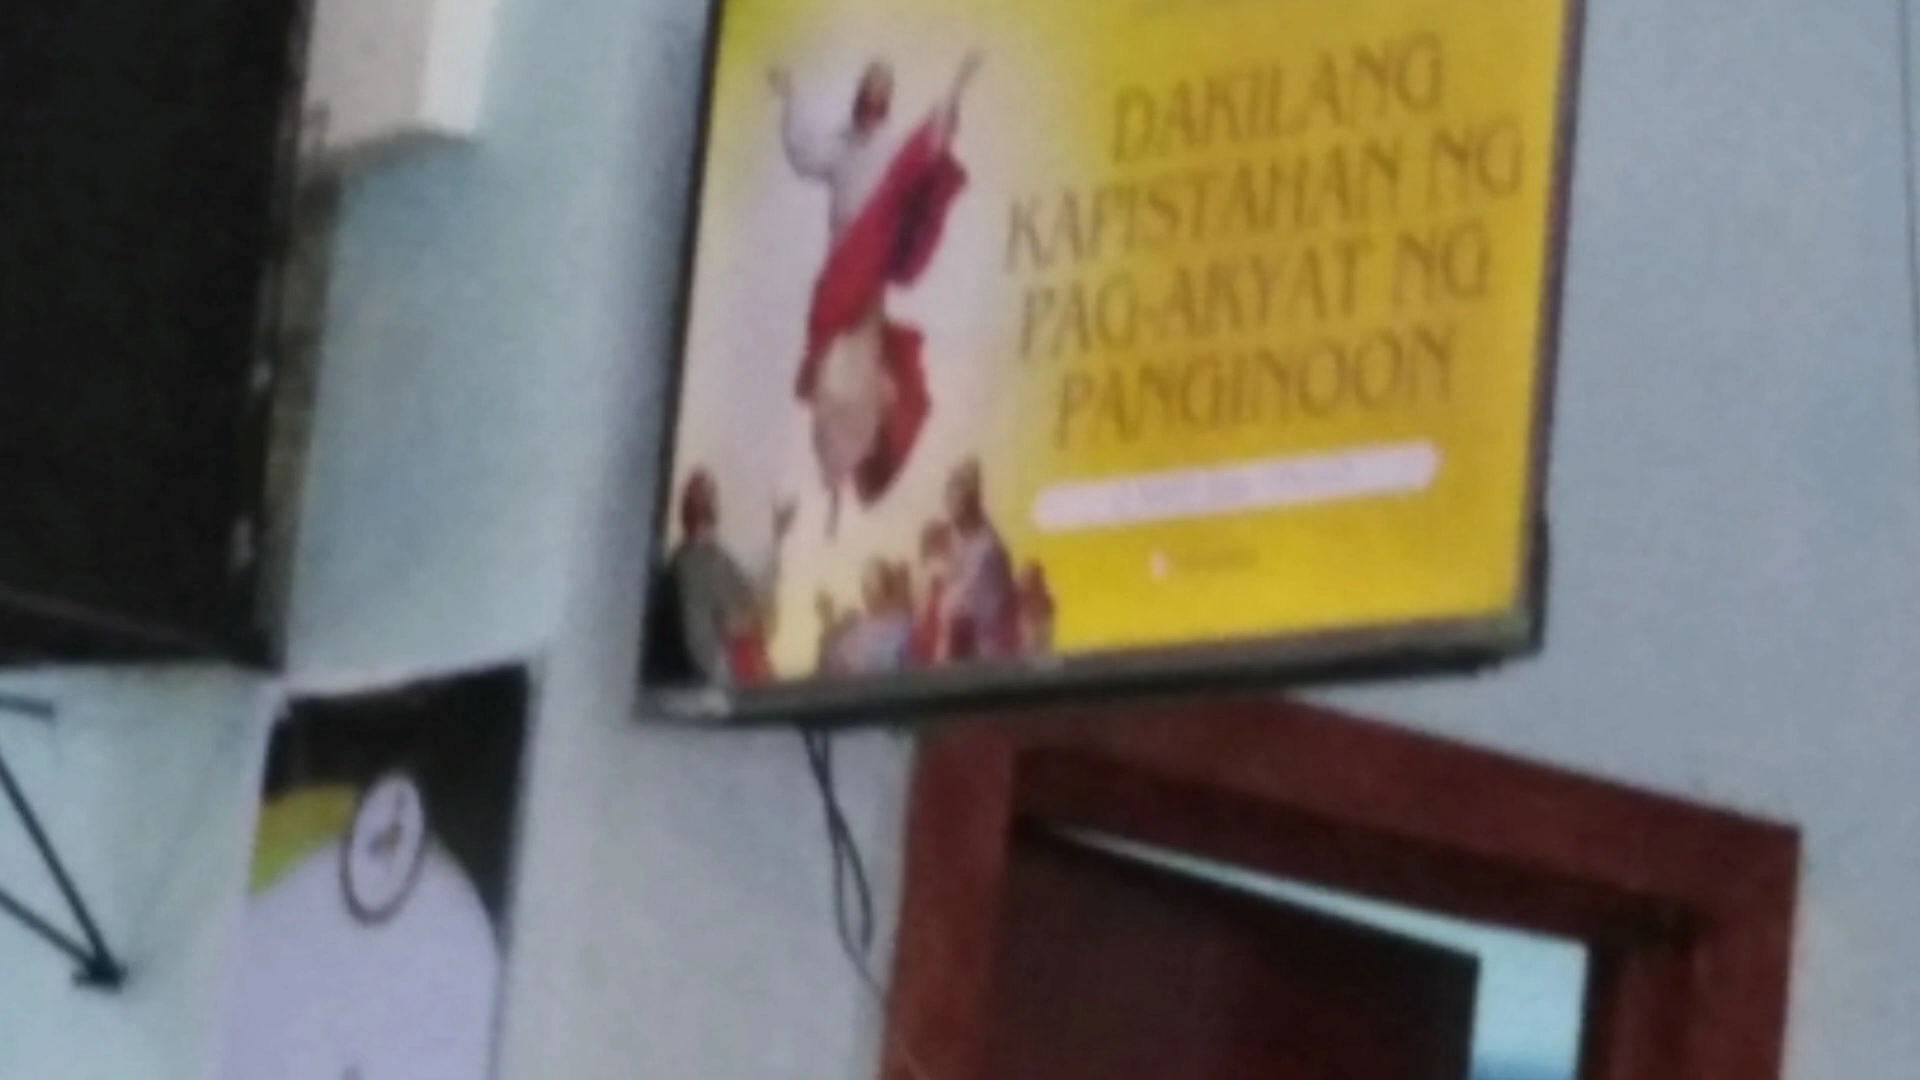 DAKILANG
KAPISTAHAN NG
PAG-AKYAT NG
PANGINOON